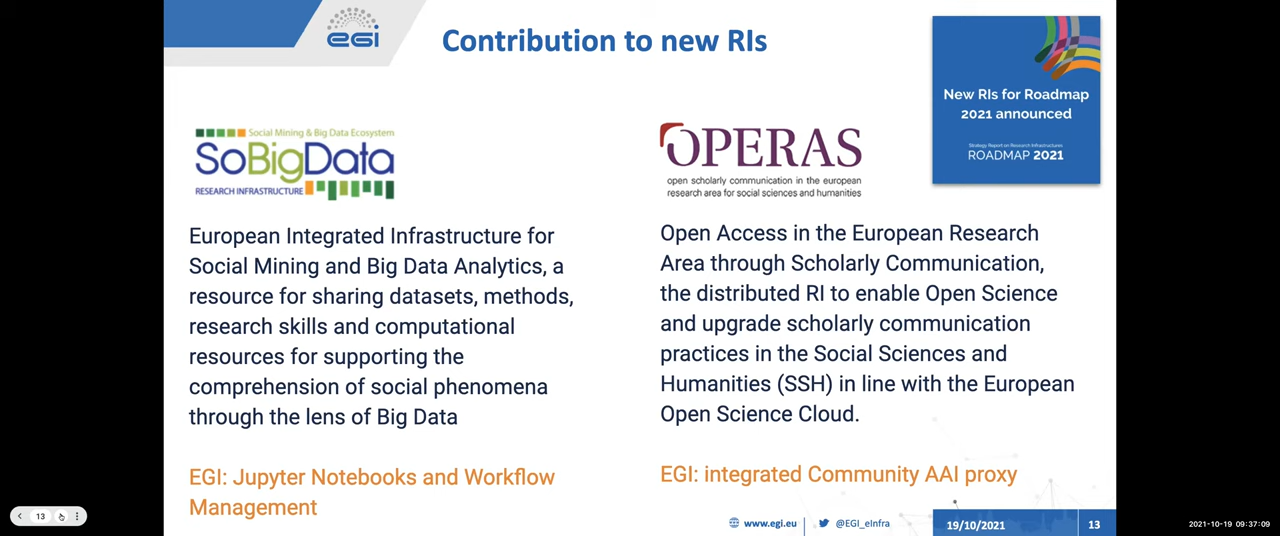 egi
Contribution to new RIs
New RIs for Roadmap
2021 announced
Strategy Report on Research Infrastructures
ROADMAP 2021
Social Mining & Big Data Ecosystem
SoBigData
RESEARCH INFRASTRUCTURE
European Integrated Infrastructure for
Social Mining and Big Data Analytics, a
resource for sharing datasets, methods,
research skills and computational
resources for supporting the
comprehension of social phenomena
through the lens of Big Data
EGI: Jupyter Notebooks and Workflow
Management
OPERAS
open scholarly communication in the european
research area for social sciences and humanities
Open Access in the European Research
Area through Scholarly Communication,
the distributed RI to enable Open Science
and upgrade scholarly communication
practices in the Social Sciences and
Humanities (SSH) in line with the European
Open Science Cloud.
EGI: integrated Community AAI proxy
13
www.egi.eu
@EGI_eInfra
19/10/2021
13
2021-10-19 09:37:09